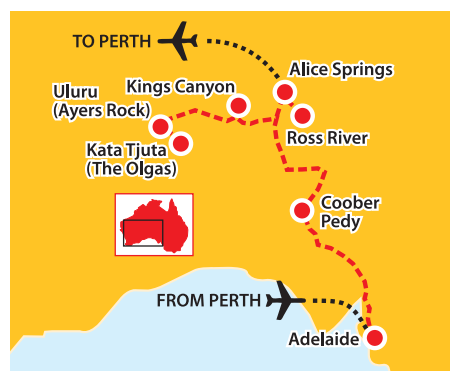 TO PERTH
Alice Springs
Kings Canyon
Uluru
(Ayers Rock)
Ross River
Kata Tjuta
(The Olgas)
Coober
Pedy
FROM PERTH
Adelaide